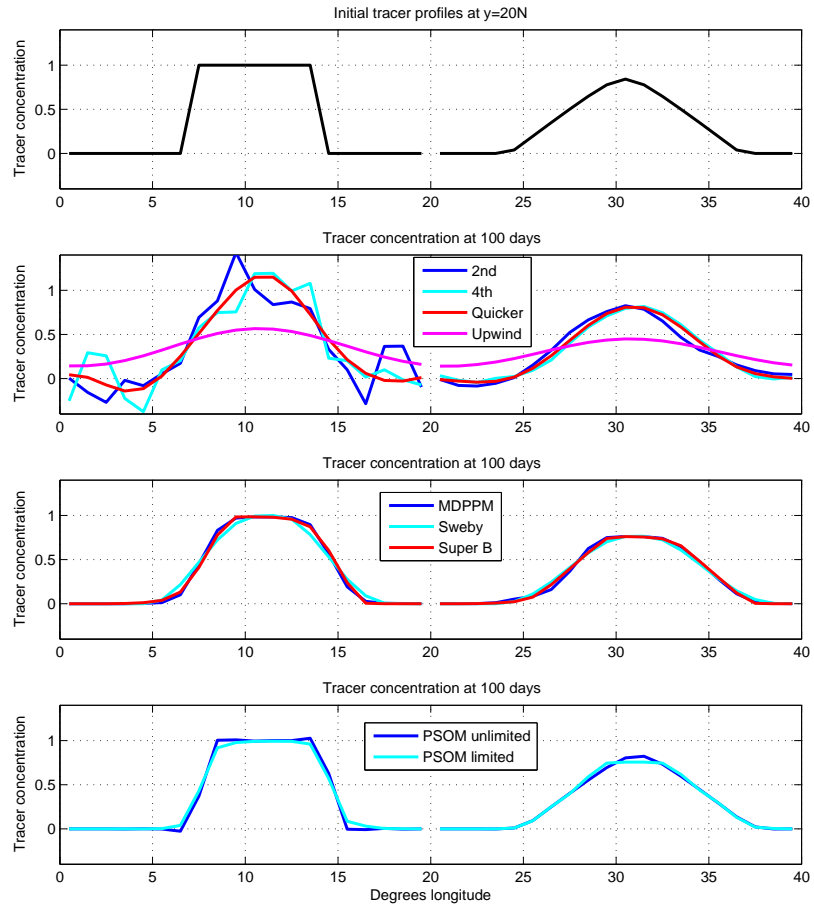 Initial tracer profiles at y=20N
Tracer concentration
1
0.5
0
0 5 10 15 20 25 30 35 40
Tracer concentration at 100 days
Tracer concentration
1
0.5
0
2nd
4th
Quicker
Upwind
0 5 10 15 20 25 30 35 40
Tracer concentration at 100 days
Tracer concentration
1
0.5
0
MDPPM
Sweby
Super B
0 5 10 15 20 25 30 35 40
Tracer concentration at 100 days
Tracer concentration
1
0.5
0
PSOM unlimited
PSOM limited
0 5 10 15 20 25 30 35 40
Degrees longitude